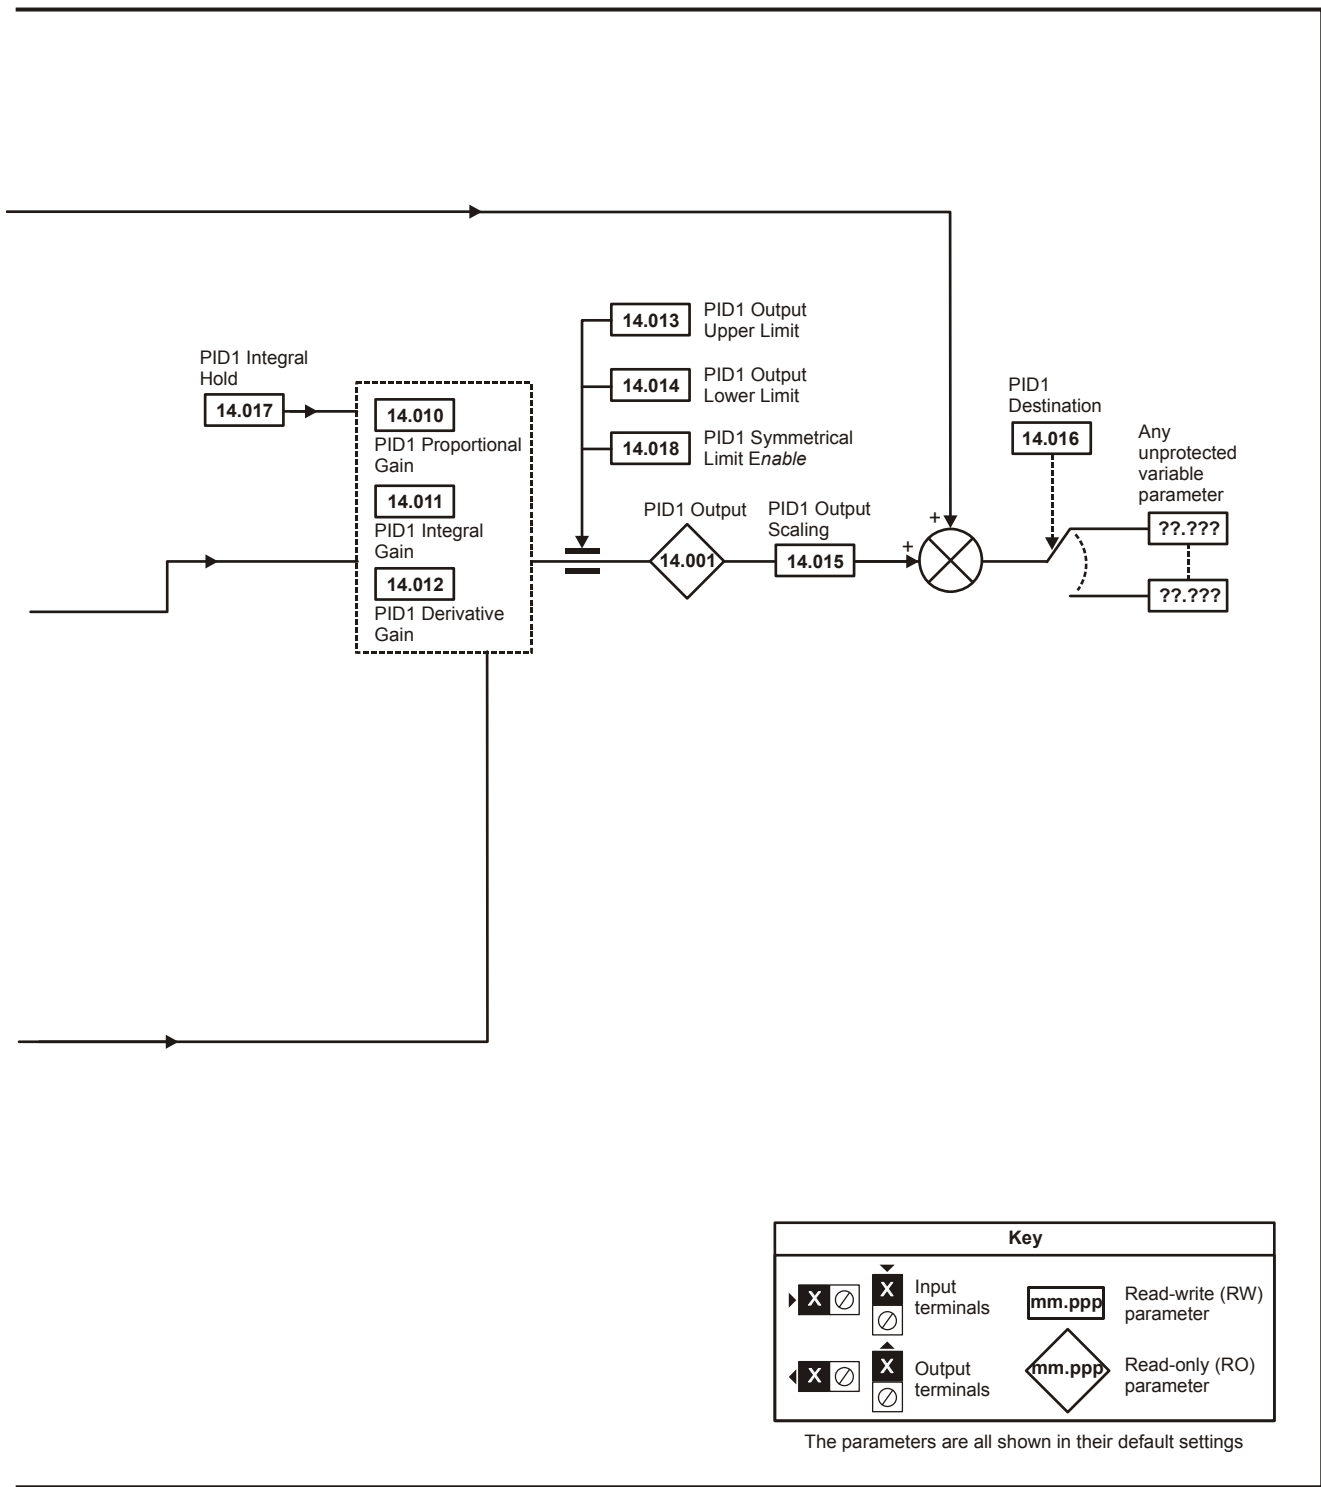 14.013
PID1 Output
Upper Limit
PID1 Integral
Hold
14.017
14.014
PID1 Output
Lower Limit
14.018
PID1 Symmetrical
Limit Enable
14.010
PID1 Proportional
Gain
14.011
PID1 Integral
Gain
14.012
PID1 Derivative
Gain
PID1 Output
14.001
PID1 Output
Scaling
14.015
+
+
PID1
Destination
14.016
Any
unprotected
variable
parameter
??.???
??.???
Key
X
X
Input
terminals
mm.ppp
Read-write (RW)
parameter
X
X
Output
terminals
mm.ppp
Read-only (RO)
parameter
The parameters are all shown in their default settings